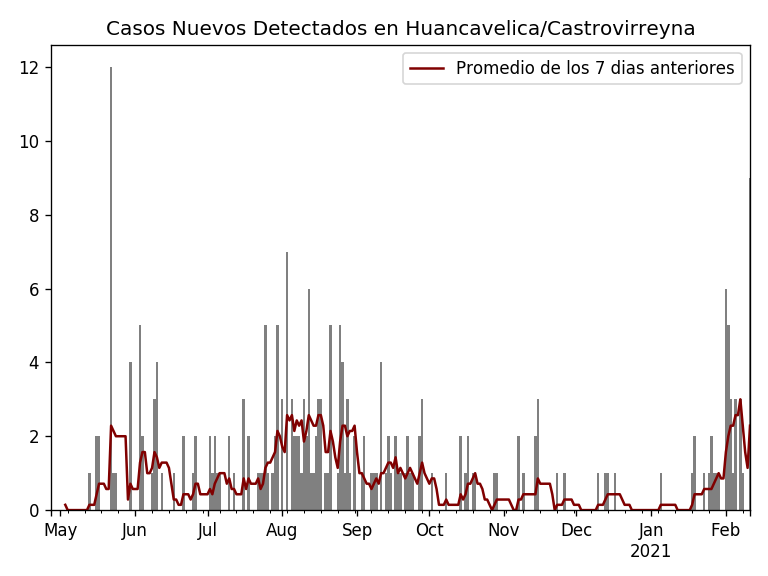 Casos Nuevos Detectados en Huancavelica/Castrovirreyna
Promedio de los 7 dias anteriores
12
10
8
6
4
2
0
May Jun Jul Aug Sep Oct Nov Dec Jan Feb
2021